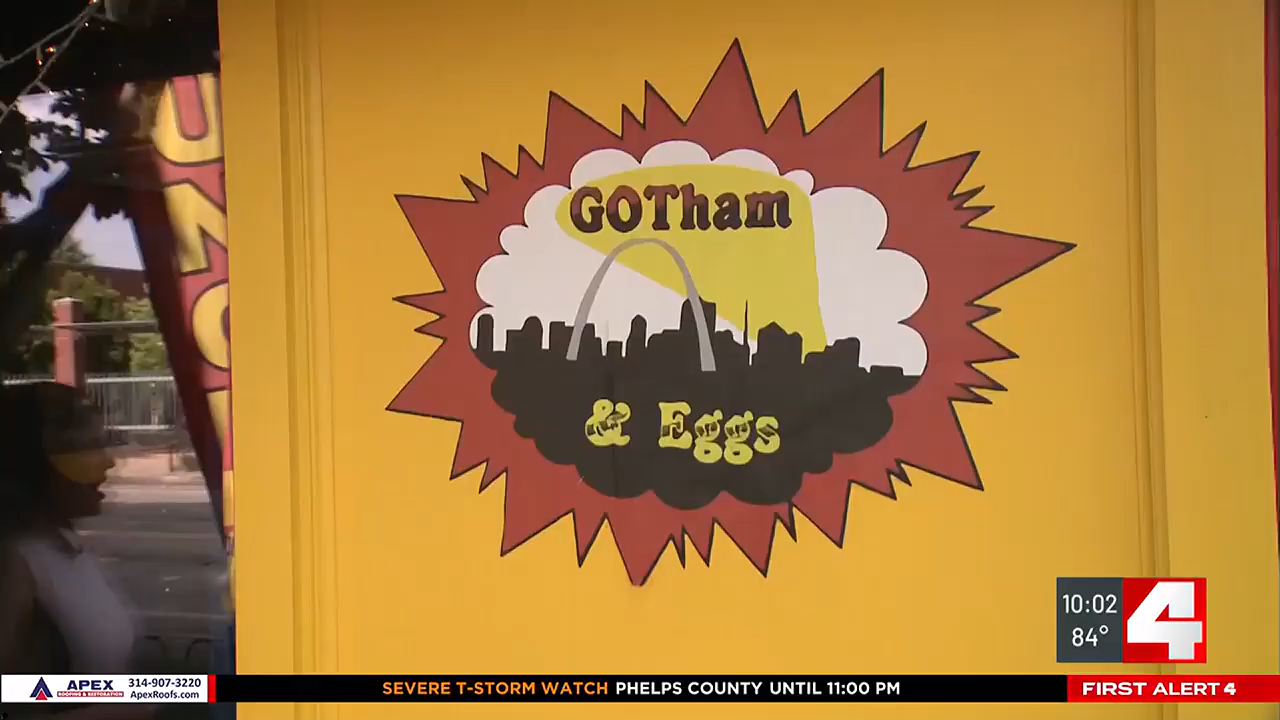 GOTham
& Eggs
10:02
84°
4
APEX
ROOFING & RESTORATION
314-907-3220
ApexRoofs.com
SEVERE T-STORM WATCH PHELPS COUNTY UNTIL 11:00 PM
FIRST ALERT 4